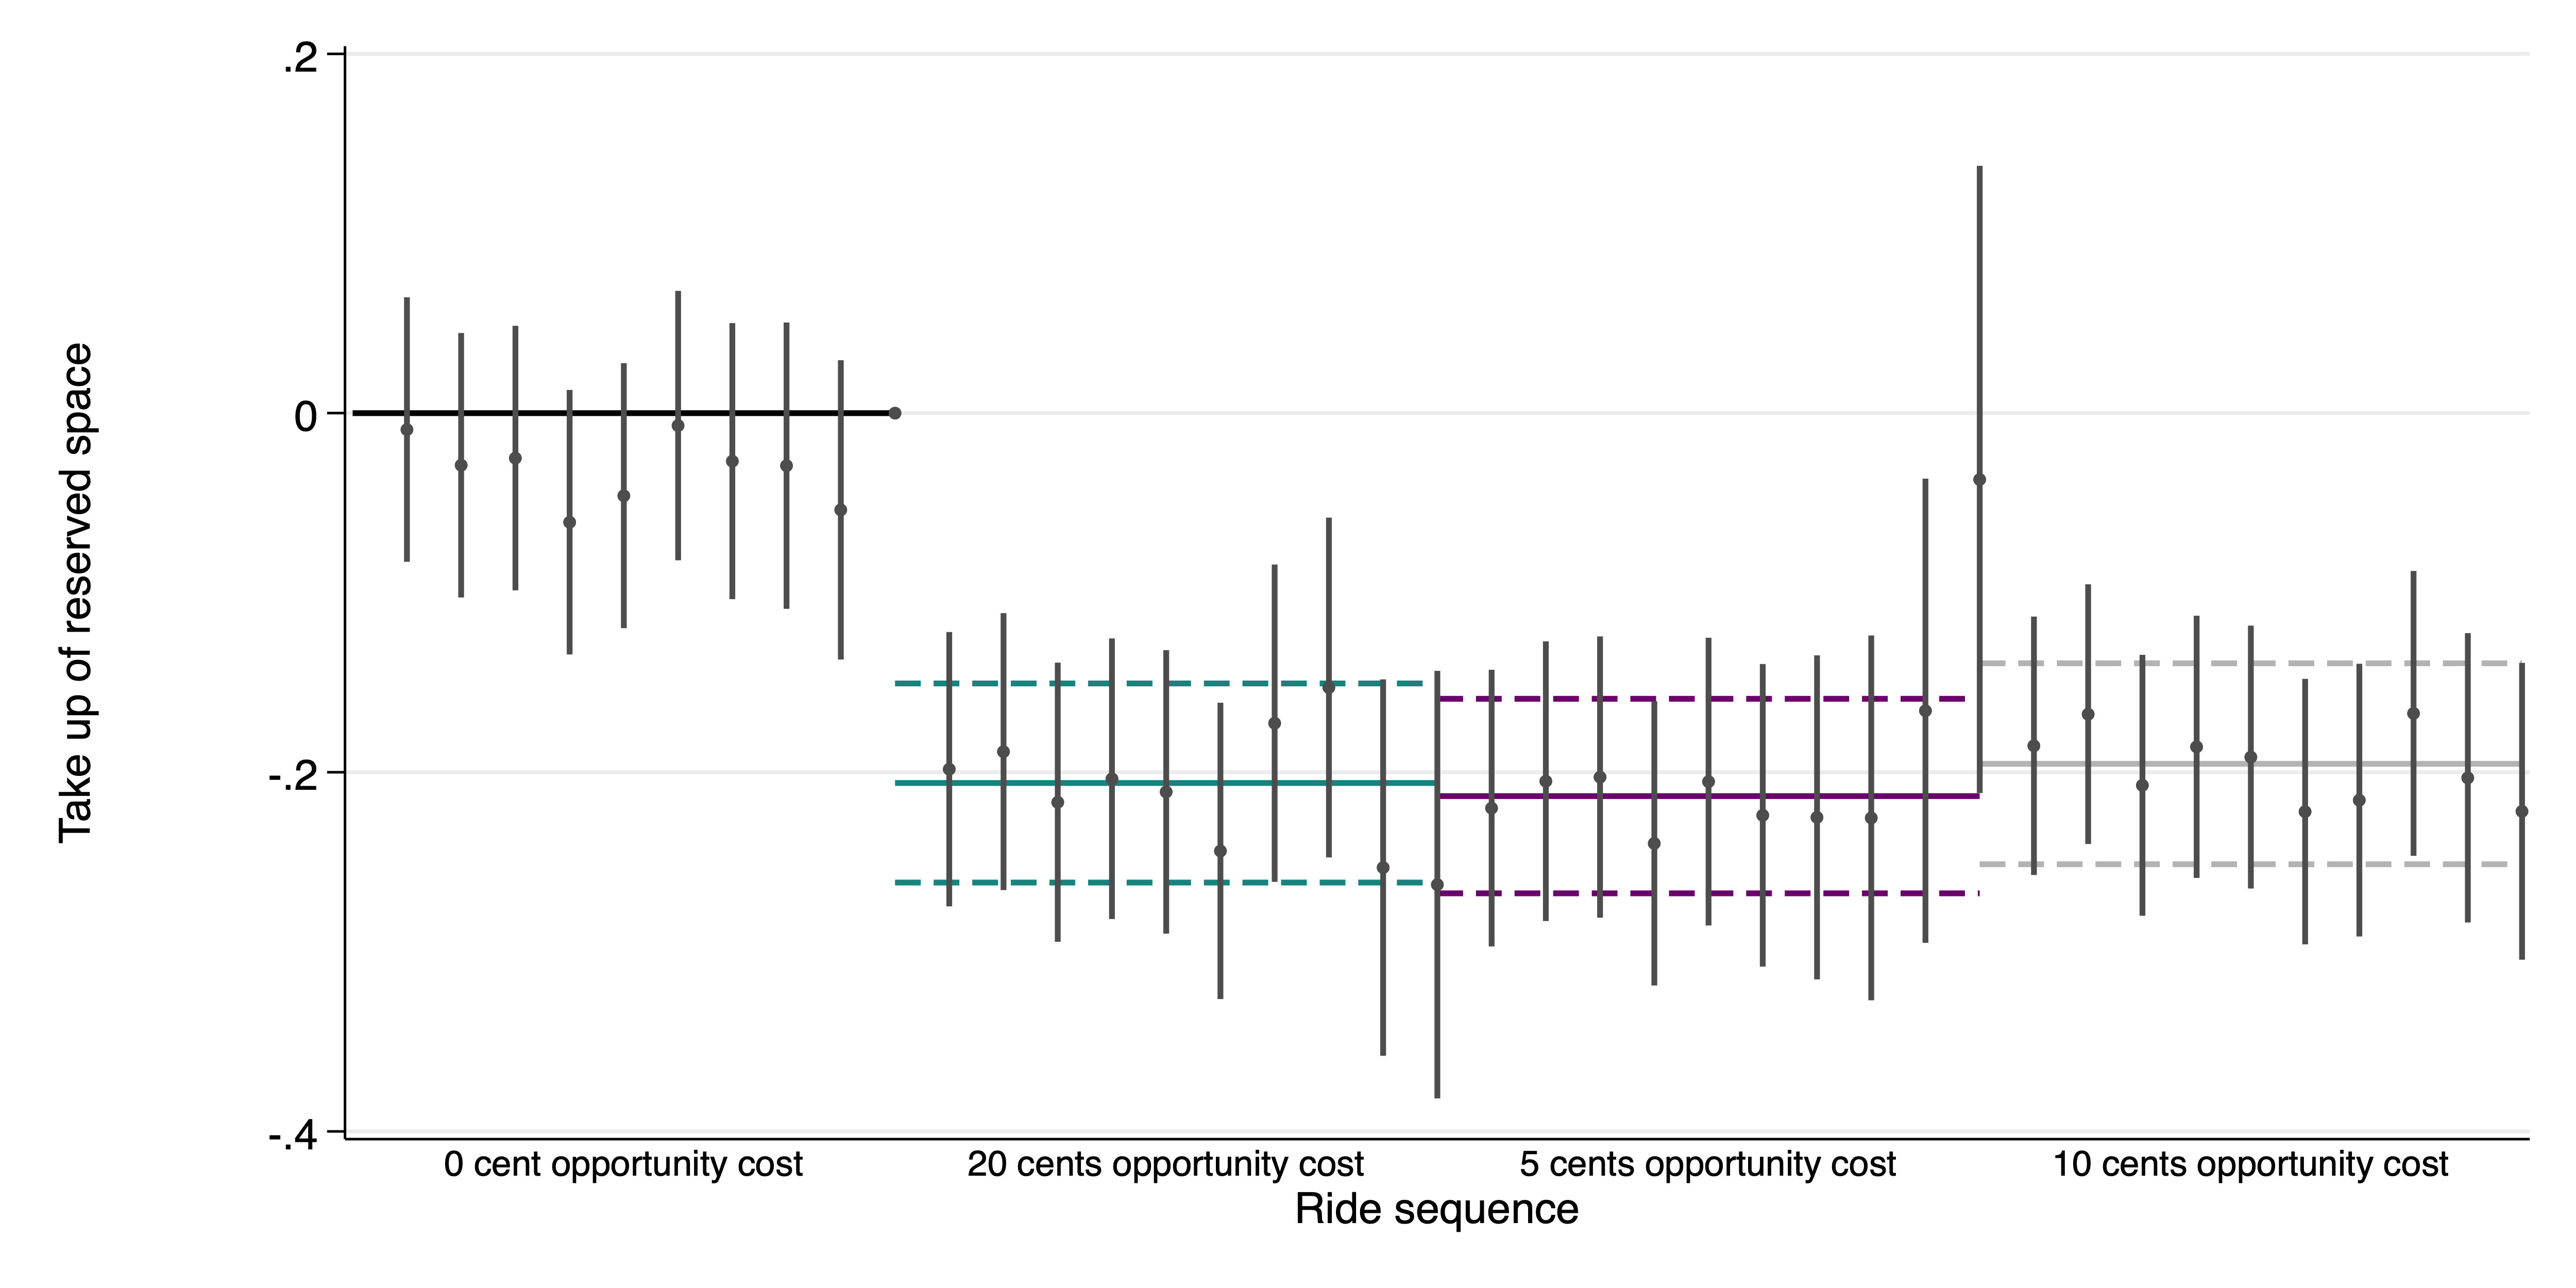 Take up of reserved space
.2
0
-.2
-.4
0 cent opportunity cost
20 cents opportunity cost
5 cents opportunity cost
10 cents opportunity cost
Ride sequence